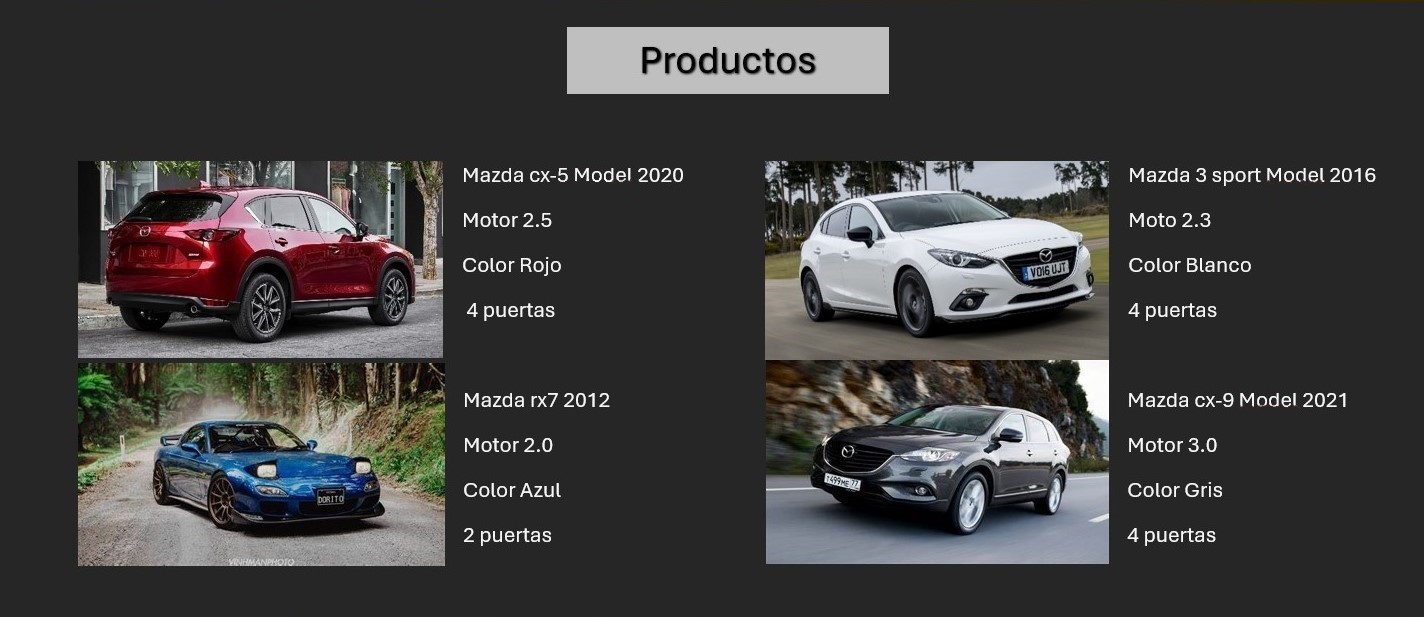 Productos
Mazda cx-5 Model 2020
Motor 2.5
Color Rojo
4 puertas
Mazda 3 sport Model 2016
Moto 2.3
Color Blanco
4 puertas
VO16 UJT
Mazda rx7 2012
Motor 2.0
Color Azul
2 puertas
DORITO
VINHMANPHOTO
Mazda cx-9 Model 2021
Motor 3.0
Color Gris
4 puertas
T499ME 77